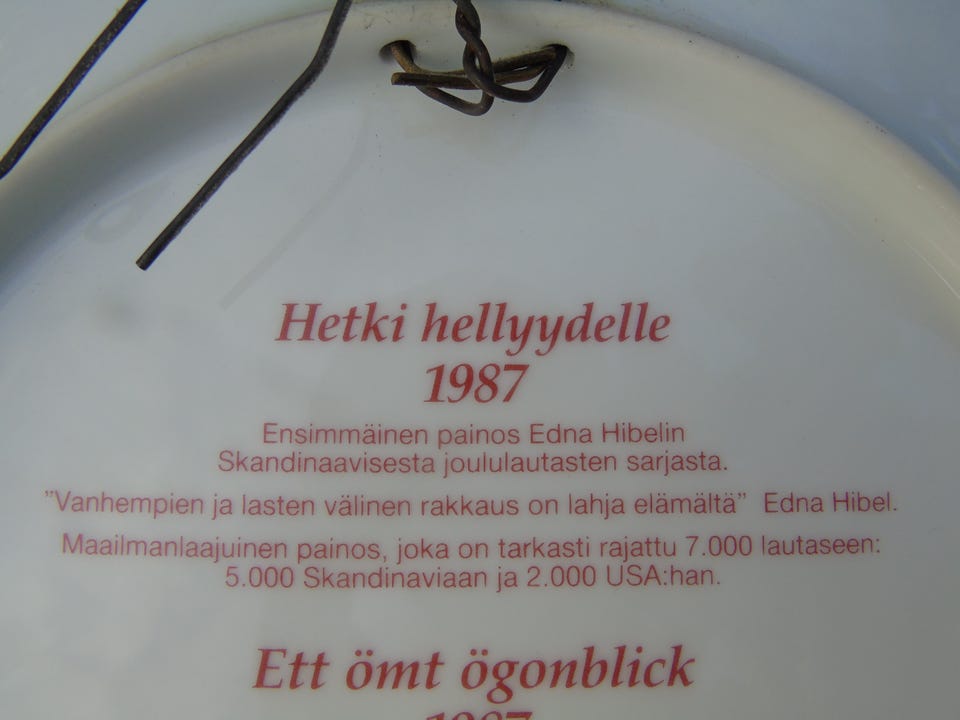 Hetki hellyydelle
1987
Ensimmäinen painos Edna Hibelin
Skandinaavisesta joululautasten sarjasta.
”Vanhempien ja lasten välinen rakkaus on lahja elämältä” Edna Hibel.
Maailmanlaajuinen painos, joka on tarkasti rajattu 7.000 lautaseen:
5.000 Skandinaviaan ja 2.000 USA:han.
Ett ömt ögonblick
1987